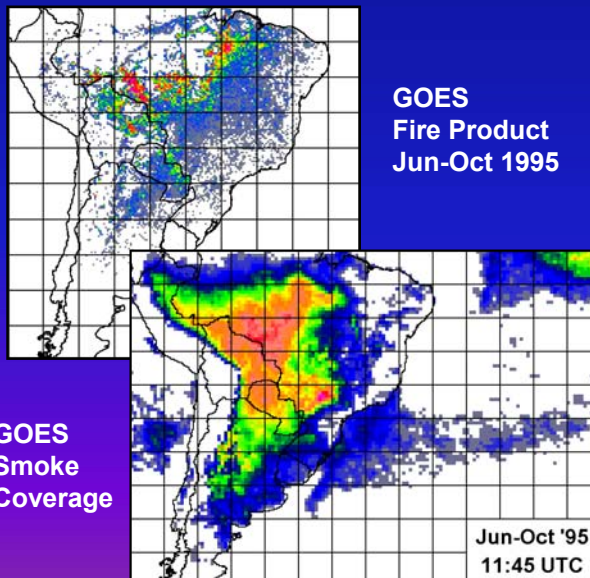 GOES
Fire Product
Jun-Oct 1995
GOES
Smoke
Coverage
Jun-Oct '95
11:45 UTC